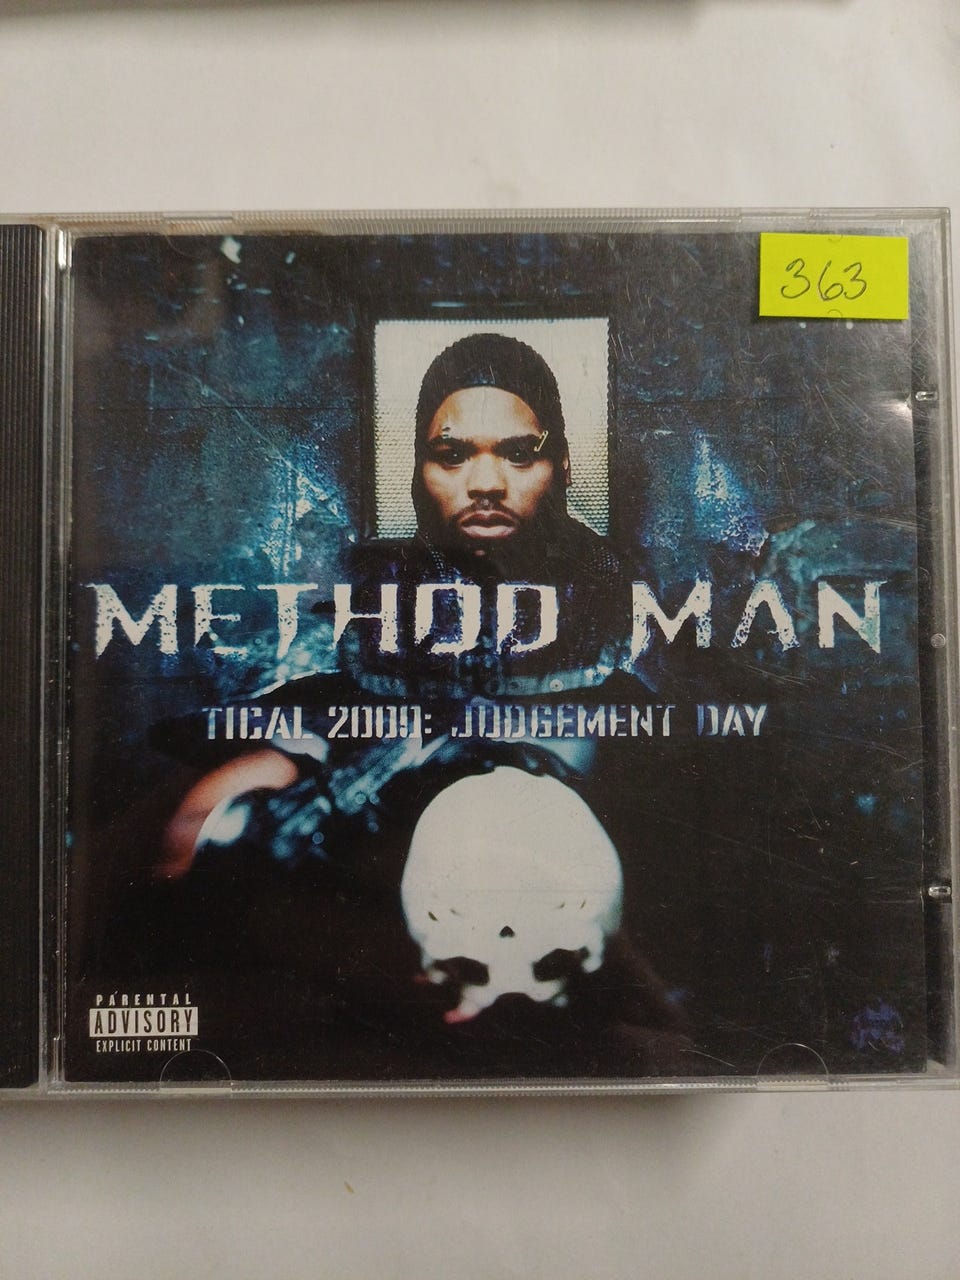 363
METHOD MAN
TICAL 2000: JUDGEMENT DAY
PARENTAL
ADVISORY
EXPLICIT CONTENT